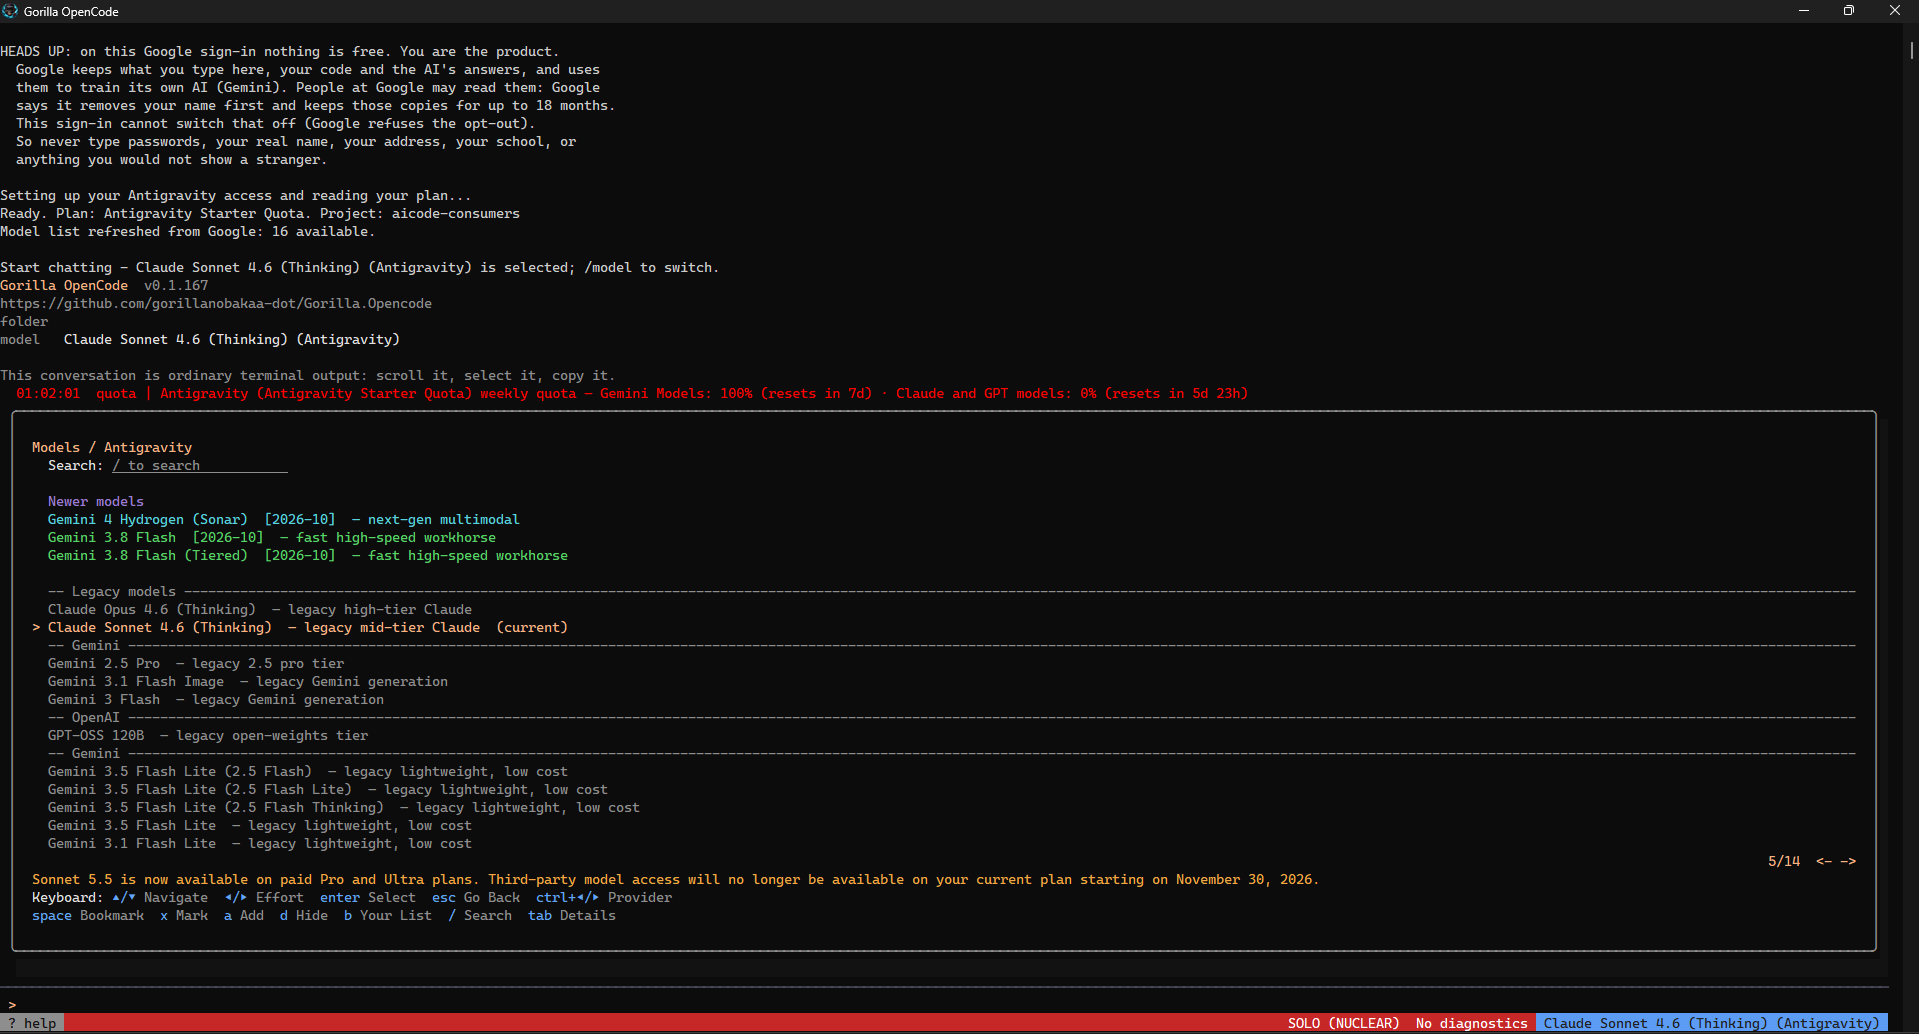 Gorilla OpenCode
HEADS UP: on this Google sign-in nothing is free. You are the product.
Google keeps what you type here, your code and the AI's answers, and uses
them to train its own AI (Gemini). People at Google may read them: Google
says it removes your name first and keeps those copies for up to 18 months.
This sign-in cannot switch that off (Google refuses the opt-out).
So never type passwords, your real name, your address, your school, or
anything you would not show a stranger.
Setting up your Antigravity access and reading your plan...
Ready. Plan: Antigravity Starter Quota. Project: aicode-consumers
Model list refreshed from Google: 16 available.
Start chatting — Claude Sonnet 4.6 (Thinking) (Antigravity) is selected; /model to switch.
Gorilla OpenCode  v0.1.167
https://github.com/gorillanobakaa-dot/Gorilla.Opencode
folder
model   Claude Sonnet 4.6 (Thinking) (Antigravity)
This conversation is ordinary terminal output: scroll it, select it, copy it.
01:02:01  quota | Antigravity (Antigravity Starter Quota) weekly quota — Gemini Models: 100% (resets in 7d) · Claude and GPT models: 0% (resets in 5d 23h)
Models / Antigravity
Search: / to search
Newer models
Gemini 4 Hydrogen (Sonar)  [2026-10]  — next-gen multimodal
Gemini 3.8 Flash  [2026-10]  — fast high-speed workhorse
Gemini 3.8 Flash (Tiered)  [2026-10]  — fast high-speed workhorse
-- Legacy models
Claude Opus 4.6 (Thinking)  — legacy high-tier Claude
> Claude Sonnet 4.6 (Thinking)  — legacy mid-tier Claude  (current)
-- Gemini
Gemini 2.5 Pro  — legacy 2.5 pro tier
Gemini 3.1 Flash Image  — legacy Gemini generation
Gemini 3 Flash  — legacy Gemini generation
-- OpenAI
GPT-OSS 120B  — legacy open-weights tier
-- Gemini
Gemini 3.5 Flash Lite (2.5 Flash)  — legacy lightweight, low cost
Gemini 3.5 Flash Lite (2.5 Flash Lite)  — legacy lightweight, low cost
Gemini 3.5 Flash Lite (2.5 Flash Thinking)  — legacy lightweight, low cost
Gemini 3.5 Flash Lite  — legacy lightweight, low cost
Gemini 3.1 Flash Lite  — legacy lightweight, low cost
5/14  <- ->
Sonnet 5.5 is now available on paid Pro and Ultra plans. Third-party model access will no longer be available on your current plan starting on November 30, 2026.
Keyboard: ▲/▼ Navigate  ◄/► Effort  enter Select  esc Go Back  ctrl+◄/► Provider
space Bookmark  x Mark  a Add  d Hide  b Your List  / Search  tab Details
>
? help  SOLO (NUCLEAR)  No diagnostics  Claude Sonnet 4.6 (Thinking) (Antigravity)